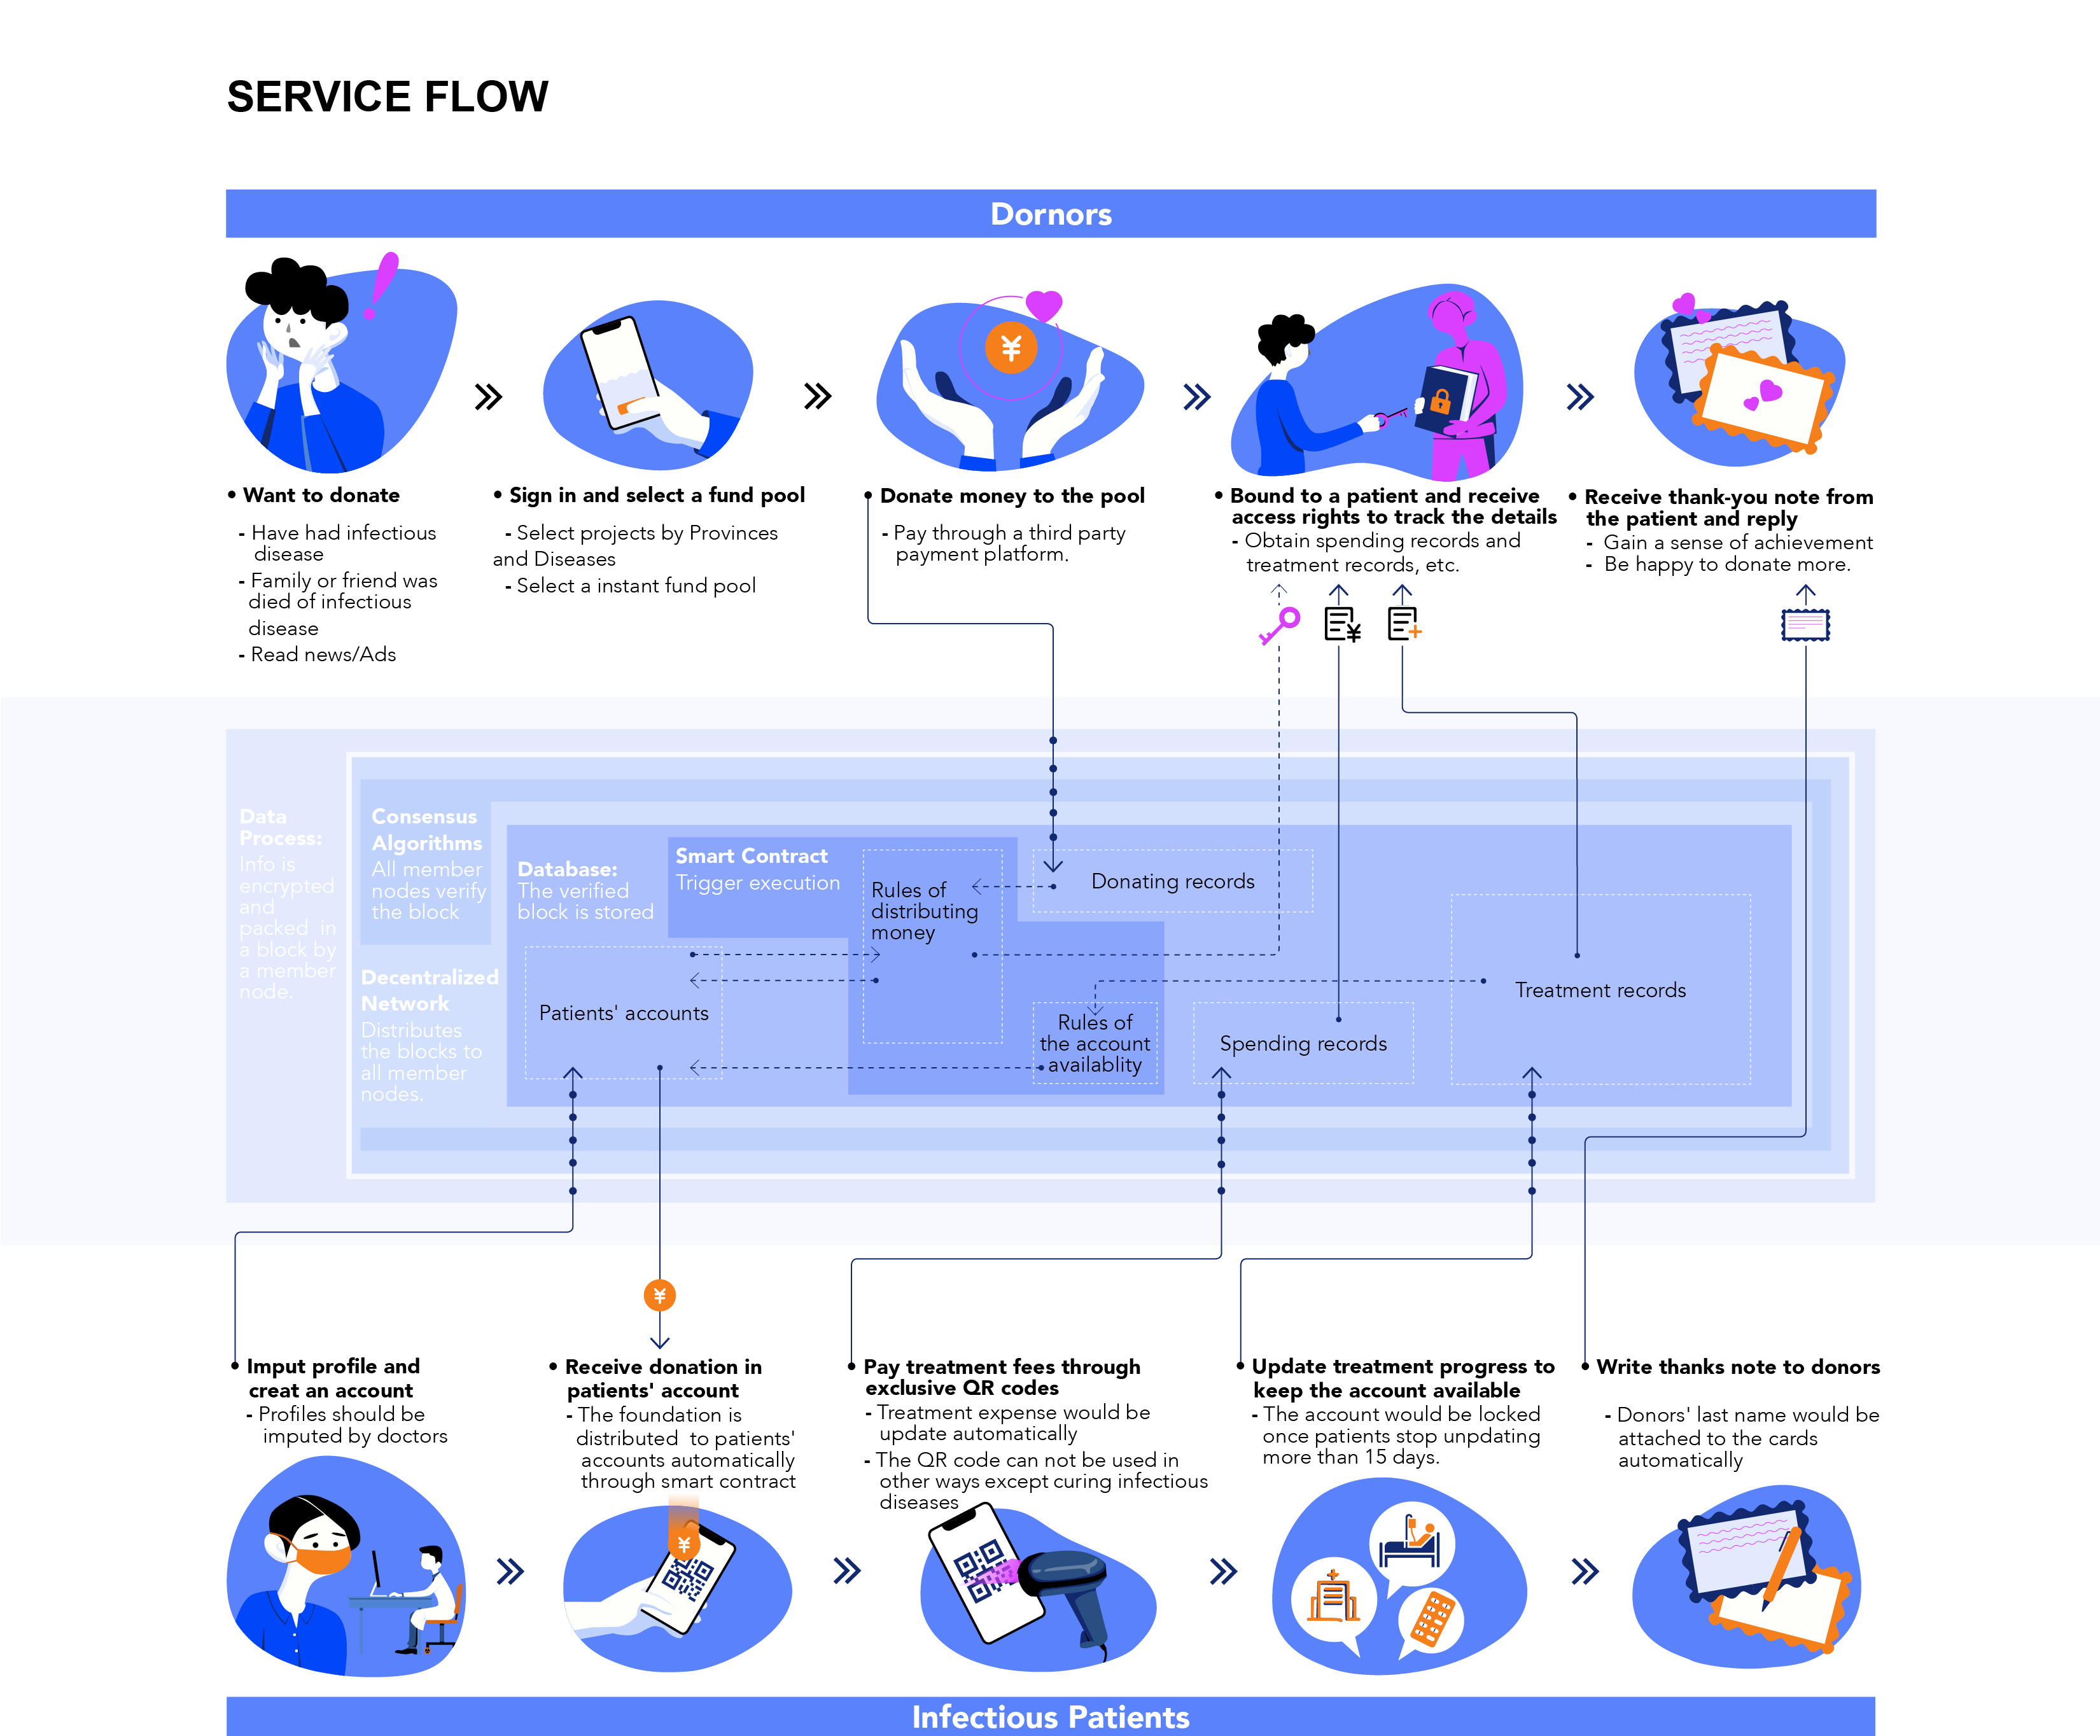 SERVICE FLOW
Dornors
• Want to donate
- Have had infectious
disease
- Family or friend was
died of infectious
disease
- Read news/Ads
• Sign in and select a fund pool
- Select projects by Provinces
and Diseases
- Select a instant fund pool
• Donate money to the pool
- Pay through a third party
payment platform.
• Bound to a patient and receive
access rights to track the details
- Obtain spending records and
treatment records, etc.
• Receive thank-you note from
the patient and reply
- Gain a sense of achievement
- Be happy to donate more.
Data
Process:
Info is
encrypted
and
packed in
a block by
a member
node.
Consensus
Algorithms
All member
nodes verify
the block
Decentralized
Network
Distributes
the blocks to
all member
nodes.
Database:
The verified
block is stored
Smart Contract
Trigger execution
Rules of
distributing
money
Donating records
Patients' accounts
Rules of
the account
availablity
Spending records
Treatment records
¥
• Imput profile and
creat an account
- Profiles should be
imputed by doctors
• Receive donation in
patients' account
- The foundation is
distributed to patients'
accounts automatically
through smart contract
• Pay treatment fees through
exclusive QR codes
- Treatment expense would be
update automatically
- The QR code can not be used in
other ways except curing infectious
diseases
• Update treatment progress to
keep the account available
- The account would be locked
once patients stop unpdating
more than 15 days.
• Write thanks note to donors
- Donors' last name would be
attached to the cards
automatically
Infectious Patients